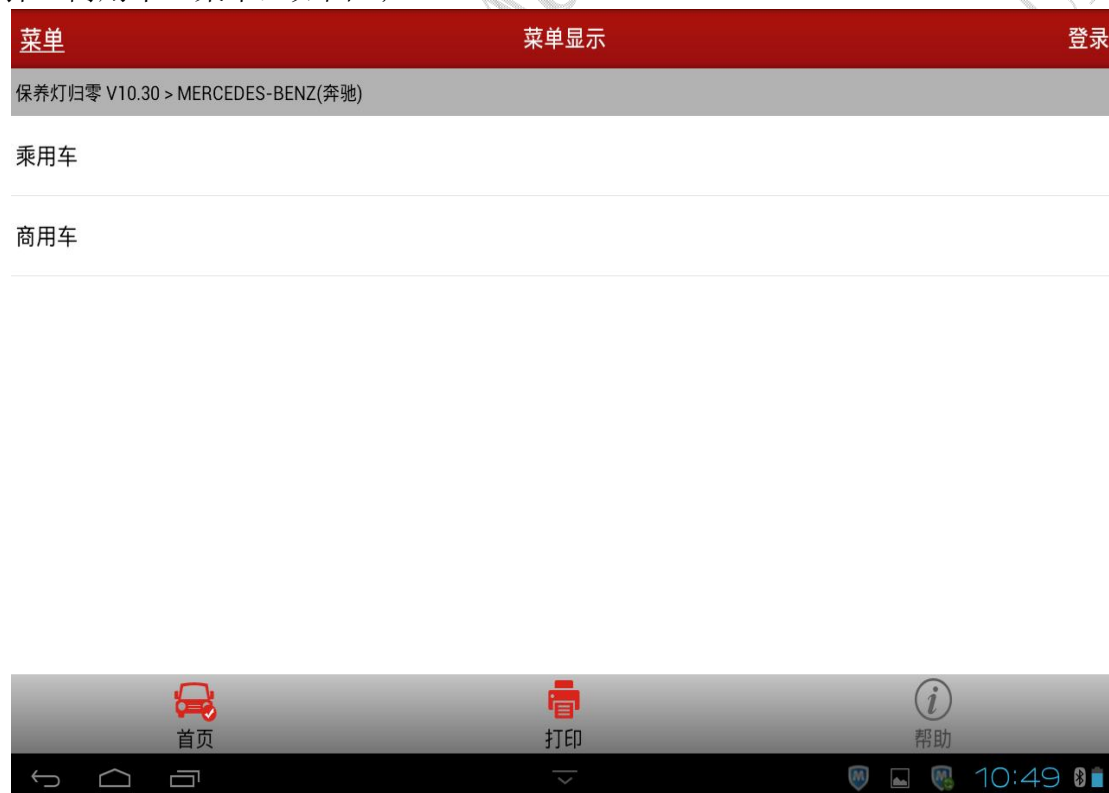 菜单
菜单显示
登录
保养灯归零 V10.30 > MERCEDES-BENZ(奔驰)
乘用车
商用车
首页
打印
帮助
10:49